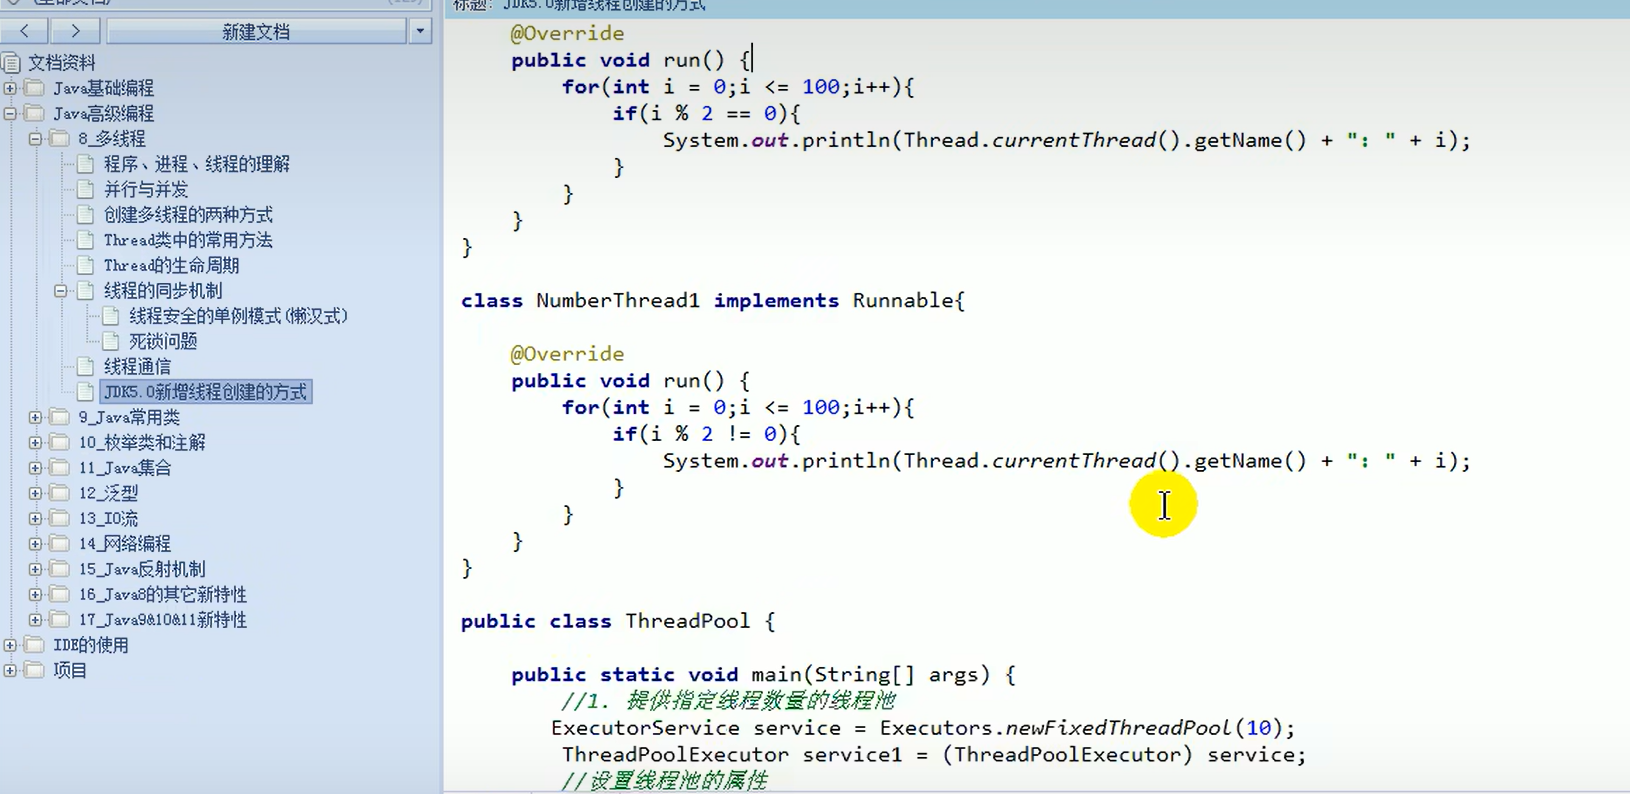 < > 新建文档
文档资料
Java基础编程
Java高级编程
8_多线程
程序、进程、线程的理解
并行与并发
创建多线程的两种方式
Thread类中的常用方法
Thread的生命周期
线程的同步机制
线程安全的单例模式(懒汉式)
死锁问题
线程通信
JDK5.0新增线程创建的方式
9_Java常用类
10_枚举类和注解
11_Java集合
12_泛型
13_IO流
14_网络编程
15_Java反射机制
16_Java8的其它新特性
17_Java9&10&11新特性
IDE的使用
项目
标题: JDK5.0新增线程创建的方式
@Override
public void run() {
for(int i = 0;i <= 100;i++){
if(i % 2 == 0){
System.out.println(Thread.currentThread().getName() + ": " + i);
}
}
}
}
class NumberThread1 implements Runnable{
@Override
public void run() {
for(int i = 0;i <= 100;i++){
if(i % 2 != 0){
System.out.println(Thread.currentThread().getName() + ": " + i);
}
}
}
}
public class ThreadPool {
public static void main(String[] args) {
//1. 提供指定线程数量的线程池
ExecutorService service = Executors.newFixedThreadPool(10);
ThreadPoolExecutor service1 = (ThreadPoolExecutor) service;
//设置线程池的属性